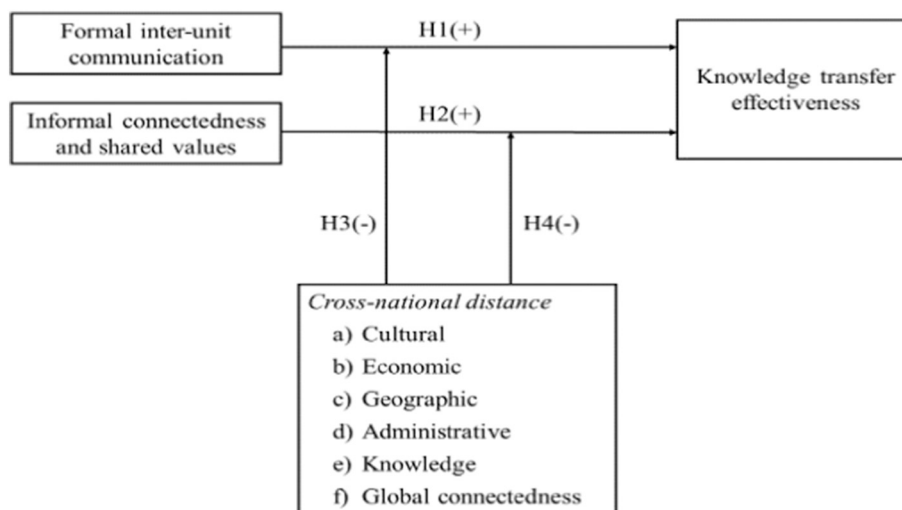 Formal inter-unit
communication
H1(+)
Knowledge transfer
effectiveness
Informal connectedness
and shared values
H2(+)
H3(-)
H4(-)
Cross-national distance
a) Cultural
b) Economic
c) Geographic
d) Administrative
e) Knowledge
f) Global connectedness